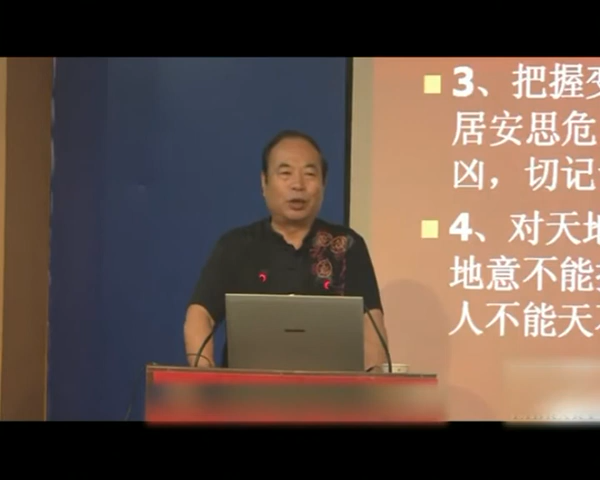 3、把握变
居安思危
凶，切记
4、对天地
地意不能
人不能天不